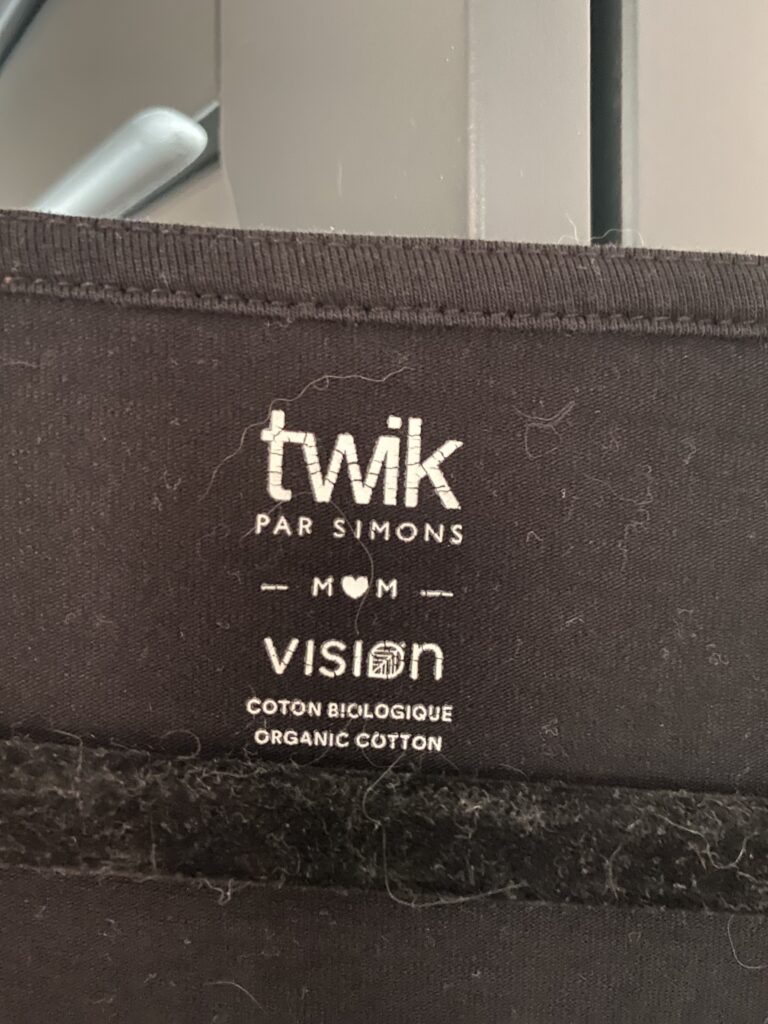 twik
PAR SIMONS
— M♥M —
VISION
COTON BIOLOGIQUE
ORGANIC COTTON